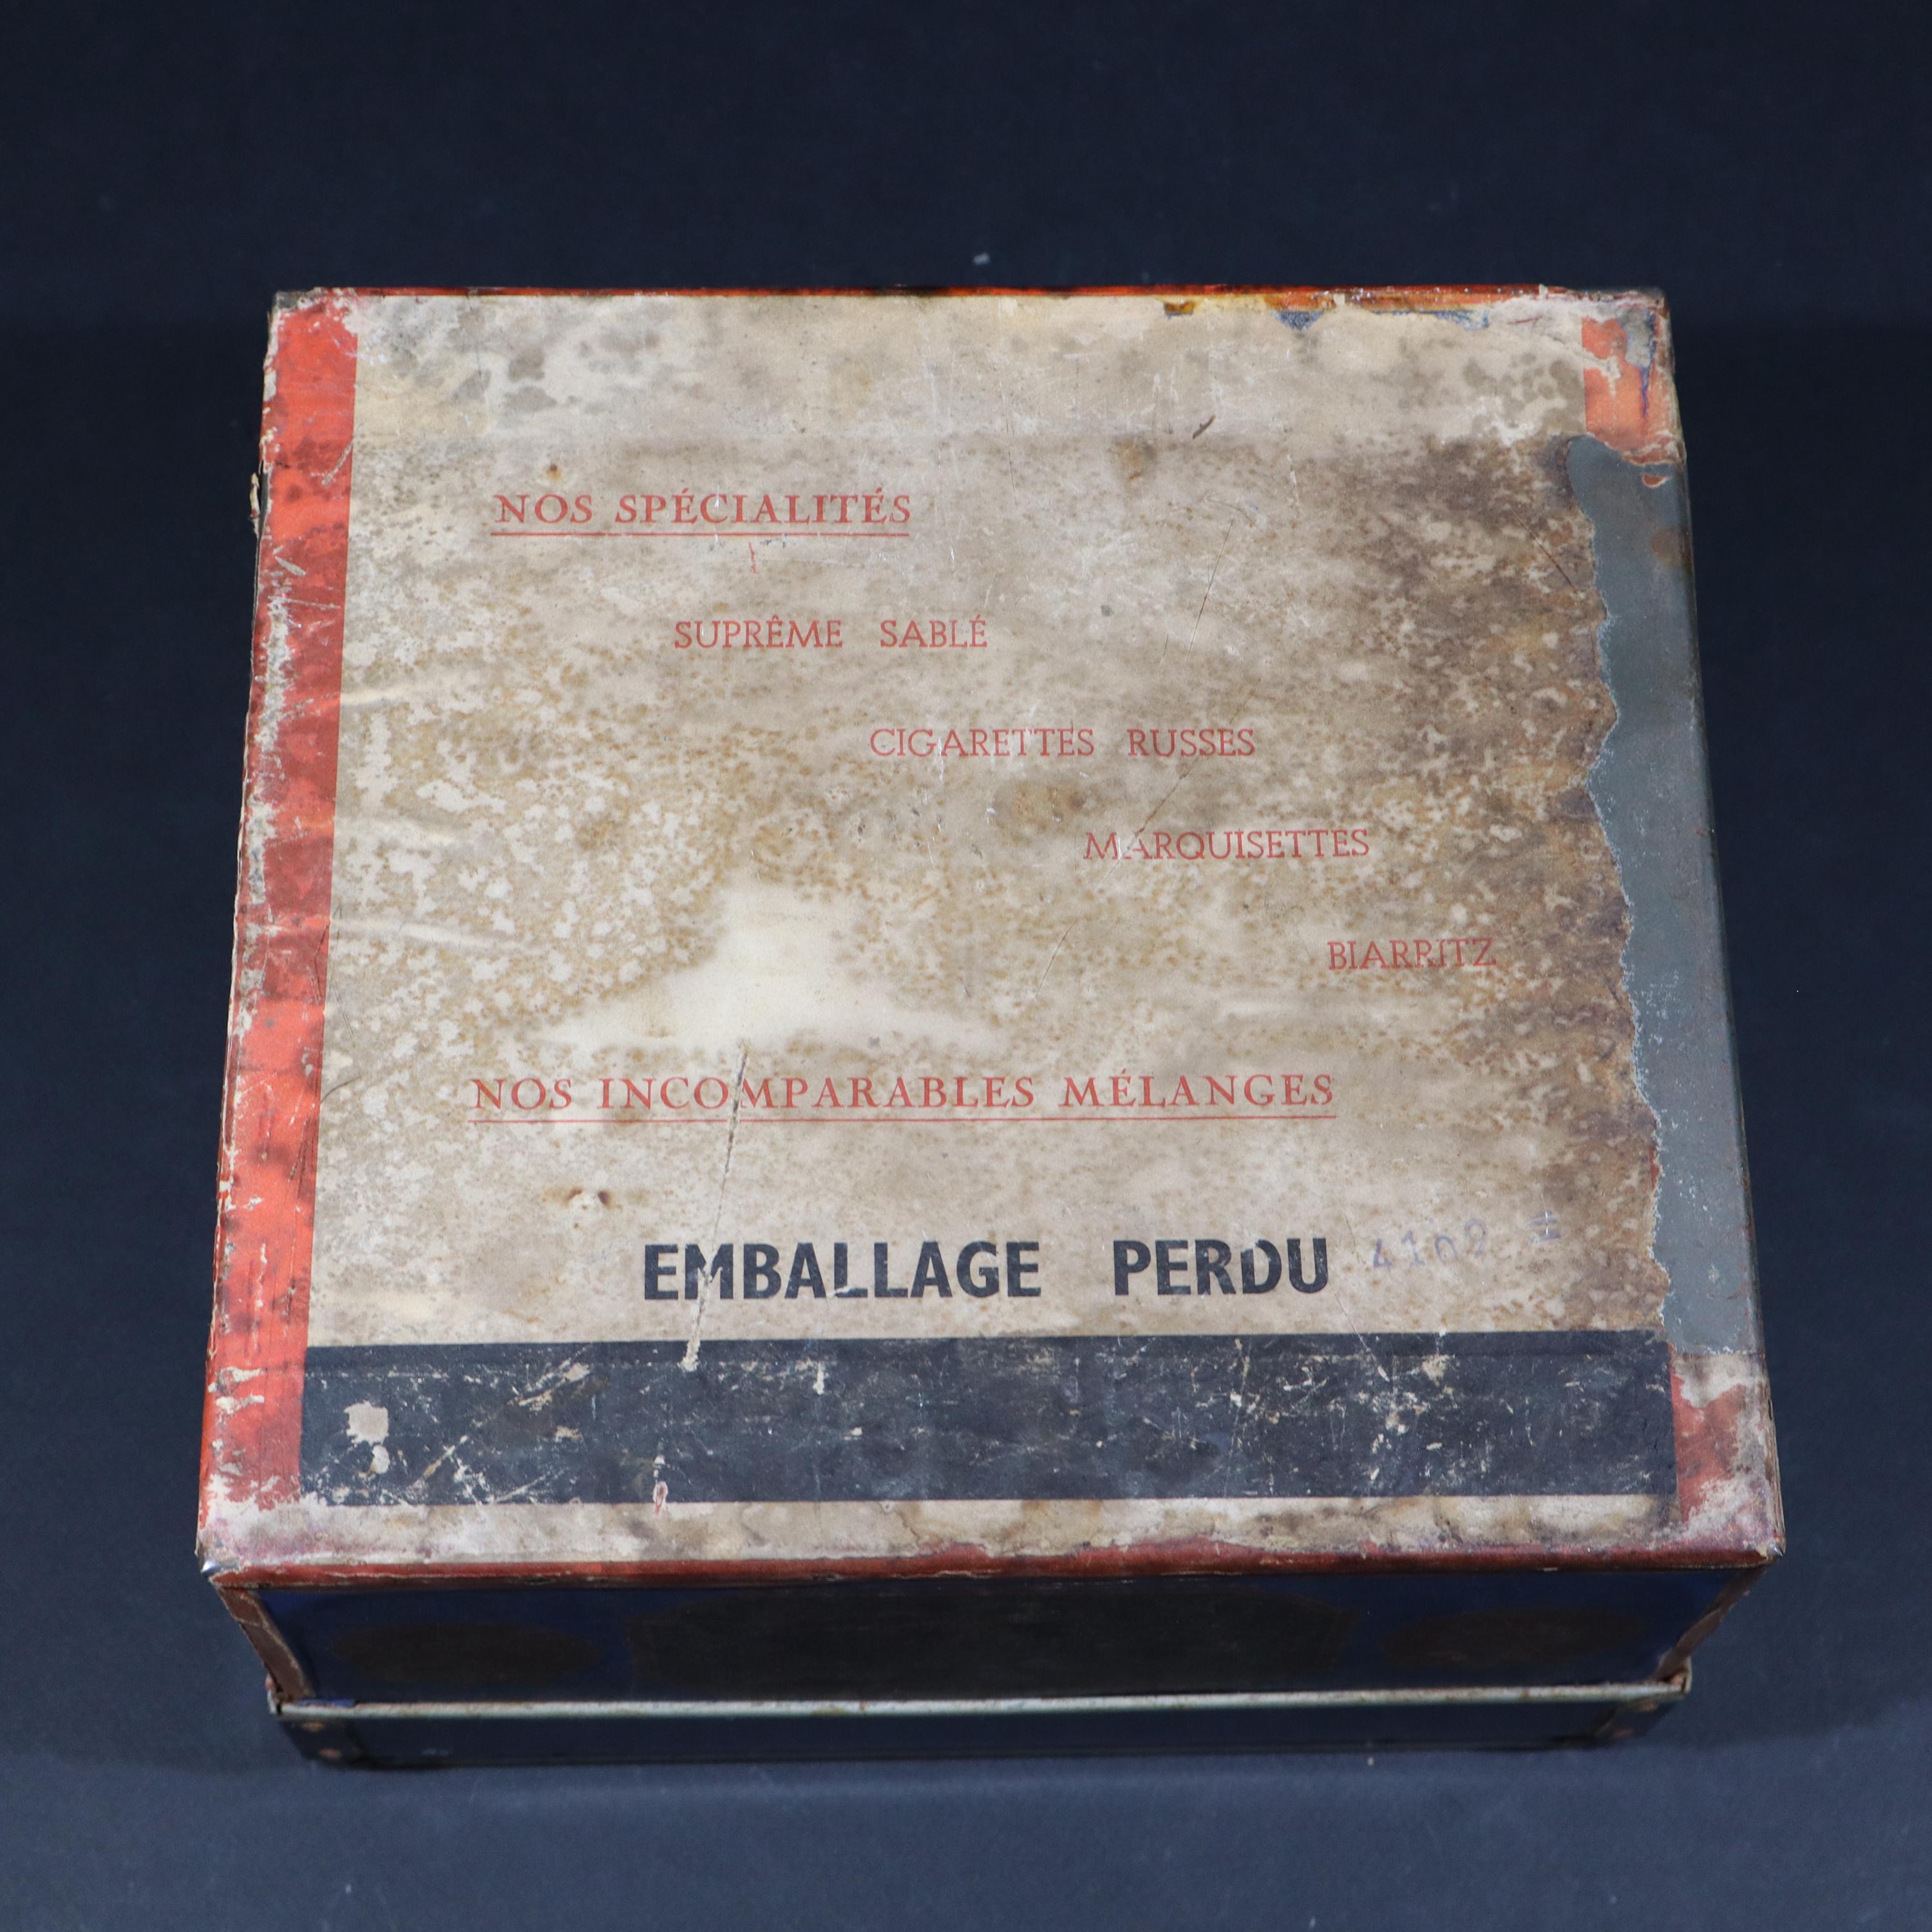 NOS SPÉCIALITÉS
SUPRÊME SABLÉ
CIGARETTES RUSSES
MARQUISETTES
BIARRITZ
NOS INCOMPARABLES MÉLANGES
EMBALLAGE PERDU